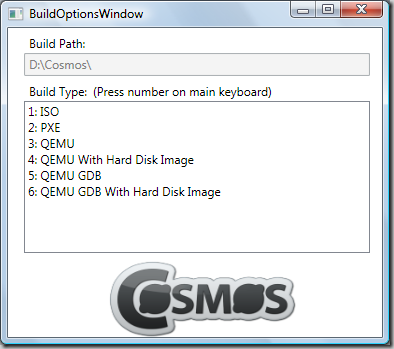 BuildOptionsWindow
Build Path:
D:\Cosmos\
Build Type: (Press number on main keyboard)
1: ISO
2: PXE
3: QEMU
4: QEMU With Hard Disk Image
5: QEMU GDB
6: QEMU GDB With Hard Disk Image
COSMOS